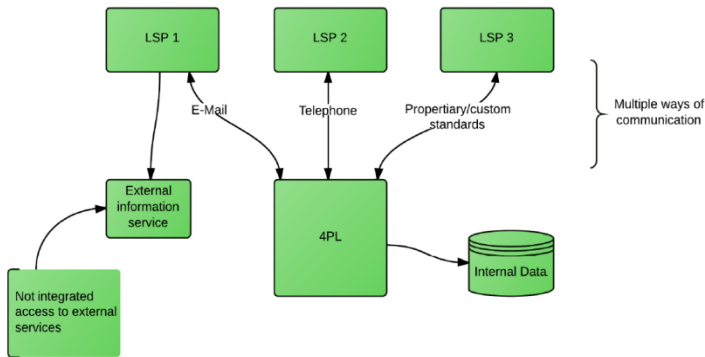 LSP 1
LSP 2
LSP 3
E-Mail
Telephone
Propertiary/custom
standards
Multiple ways of
communication
External
information
service
4PL
Internal Data
Not integrated
access to external
services